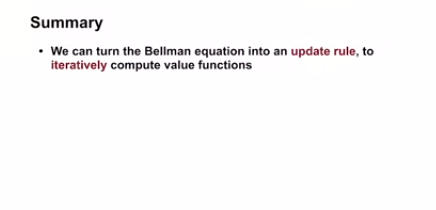 Summary
• We can turn the Bellman equation into an update rule, to
iteratively compute value functions